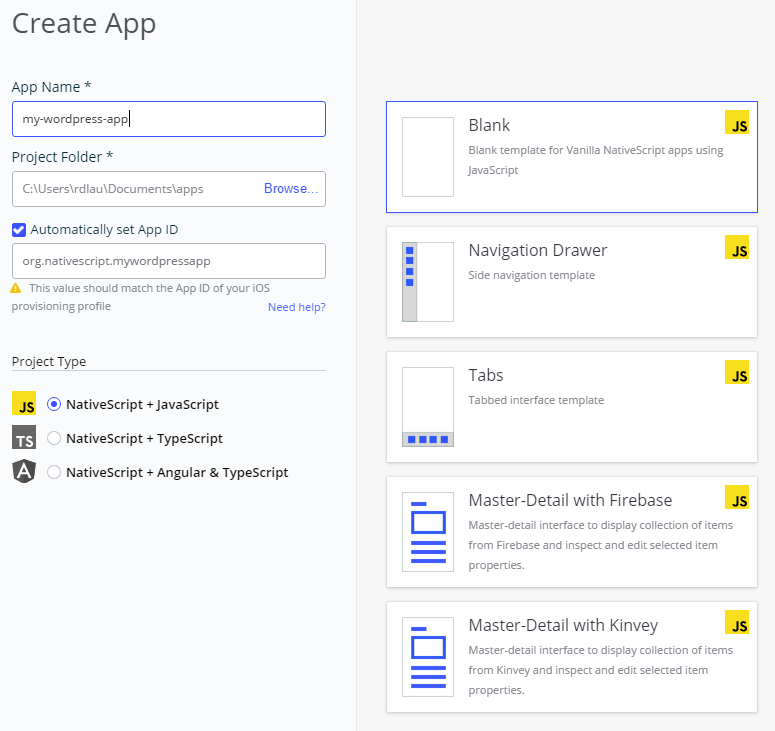 Create App
App Name *
my-wordpress-app
Project Folder *
C:\Users\rdlau\Documents\apps
Browse...
Automatically set App ID
org.nativescript.mywordpressapp
This value should match the App ID of your iOS
provisioning profile
Need help?
Project Type
JS
NativeScript + JavaScript
TS
NativeScript + TypeScript
A
NativeScript + Angular & TypeScript
Blank
JS
Blank template for Vanilla NativeScript apps using
JavaScript
Navigation Drawer
JS
Side navigation template
Tabs
JS
Tabbed interface template
Master-Detail with Firebase
JS
Master-detail interface to display collection of items
from Firebase and inspect and edit selected item
properties.
Master-Detail with Kinvey
JS
Master-detail interface to display collection of items
from Kinvey and inspect and edit selected item
properties.